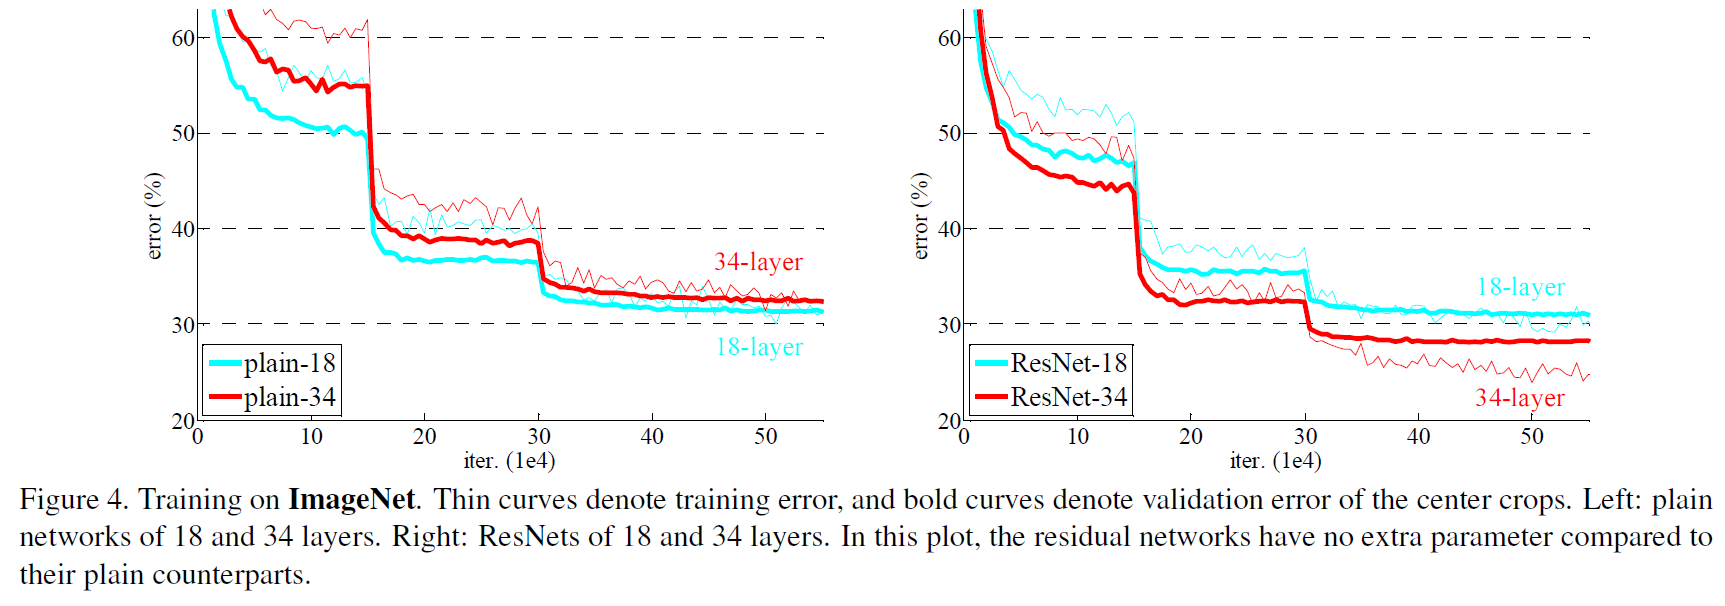 60
50
40
30
20
error (%)
34-layer
18-layer
plain-18
plain-34
0 10 20 30 40 50
iter. (1e4)
60
50
40
30
20
error (%)
18-layer
34-layer
ResNet-18
ResNet-34
0 10 20 30 40 50
iter. (1e4)
Figure 4. Training on ImageNet. Thin curves denote training error, and bold curves denote validation error of the center crops. Left: plain
networks of 18 and 34 layers. Right: ResNets of 18 and 34 layers. In this plot, the residual networks have no extra parameter compared to
their plain counterparts.